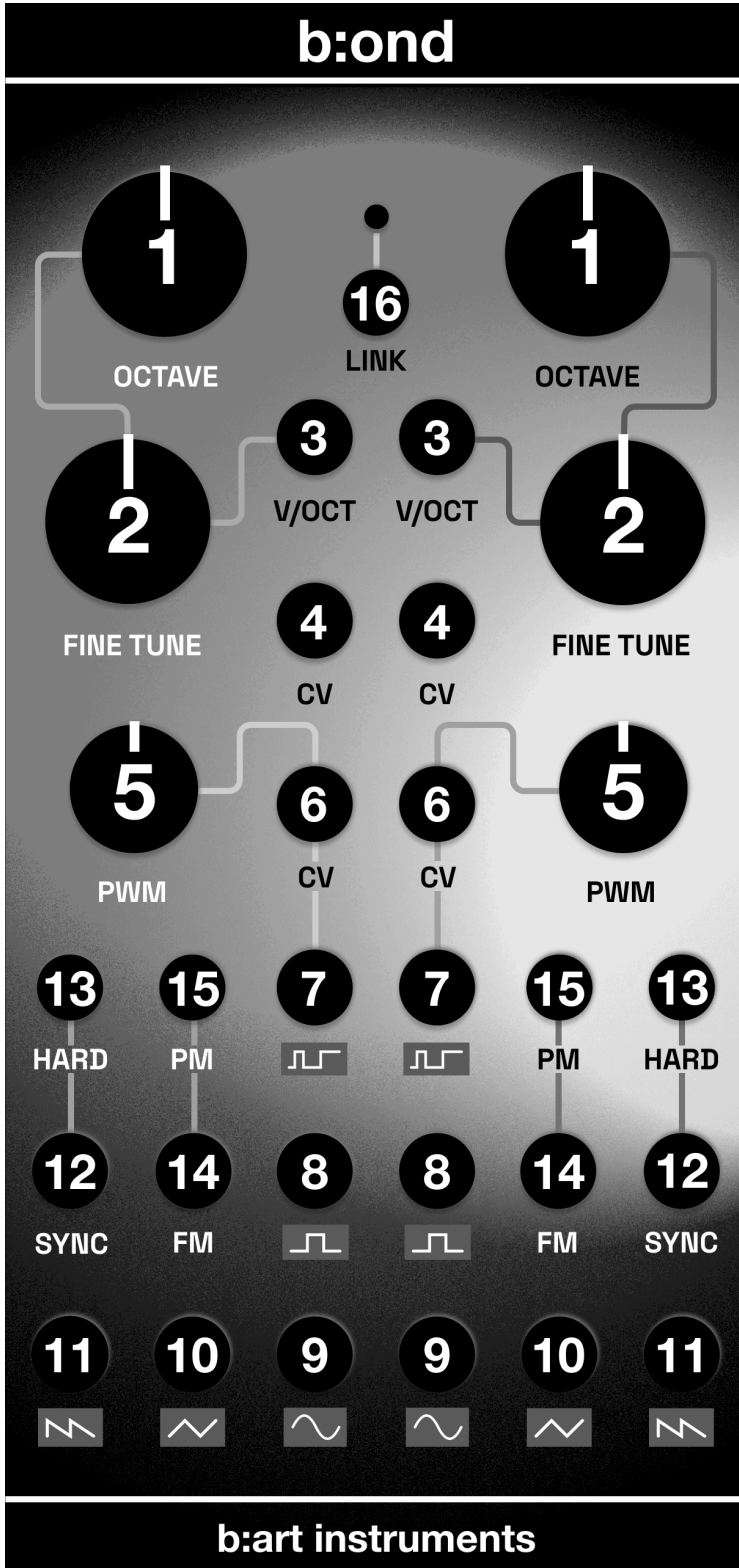 b:ond
1 1
16
LINK
OCTAVE OCTAVE
3 3
V/OCT V/OCT
2 2
FINE TUNE FINE TUNE
4 4
CV CV
5 5
6 6
CV CV
PWM PWM
13 15 7 7 15 13
HARD PM PM HARD
12 14 8 8 14 12
SYNC FM FM SYNC
11 10 9 9 10 11
b:art instruments